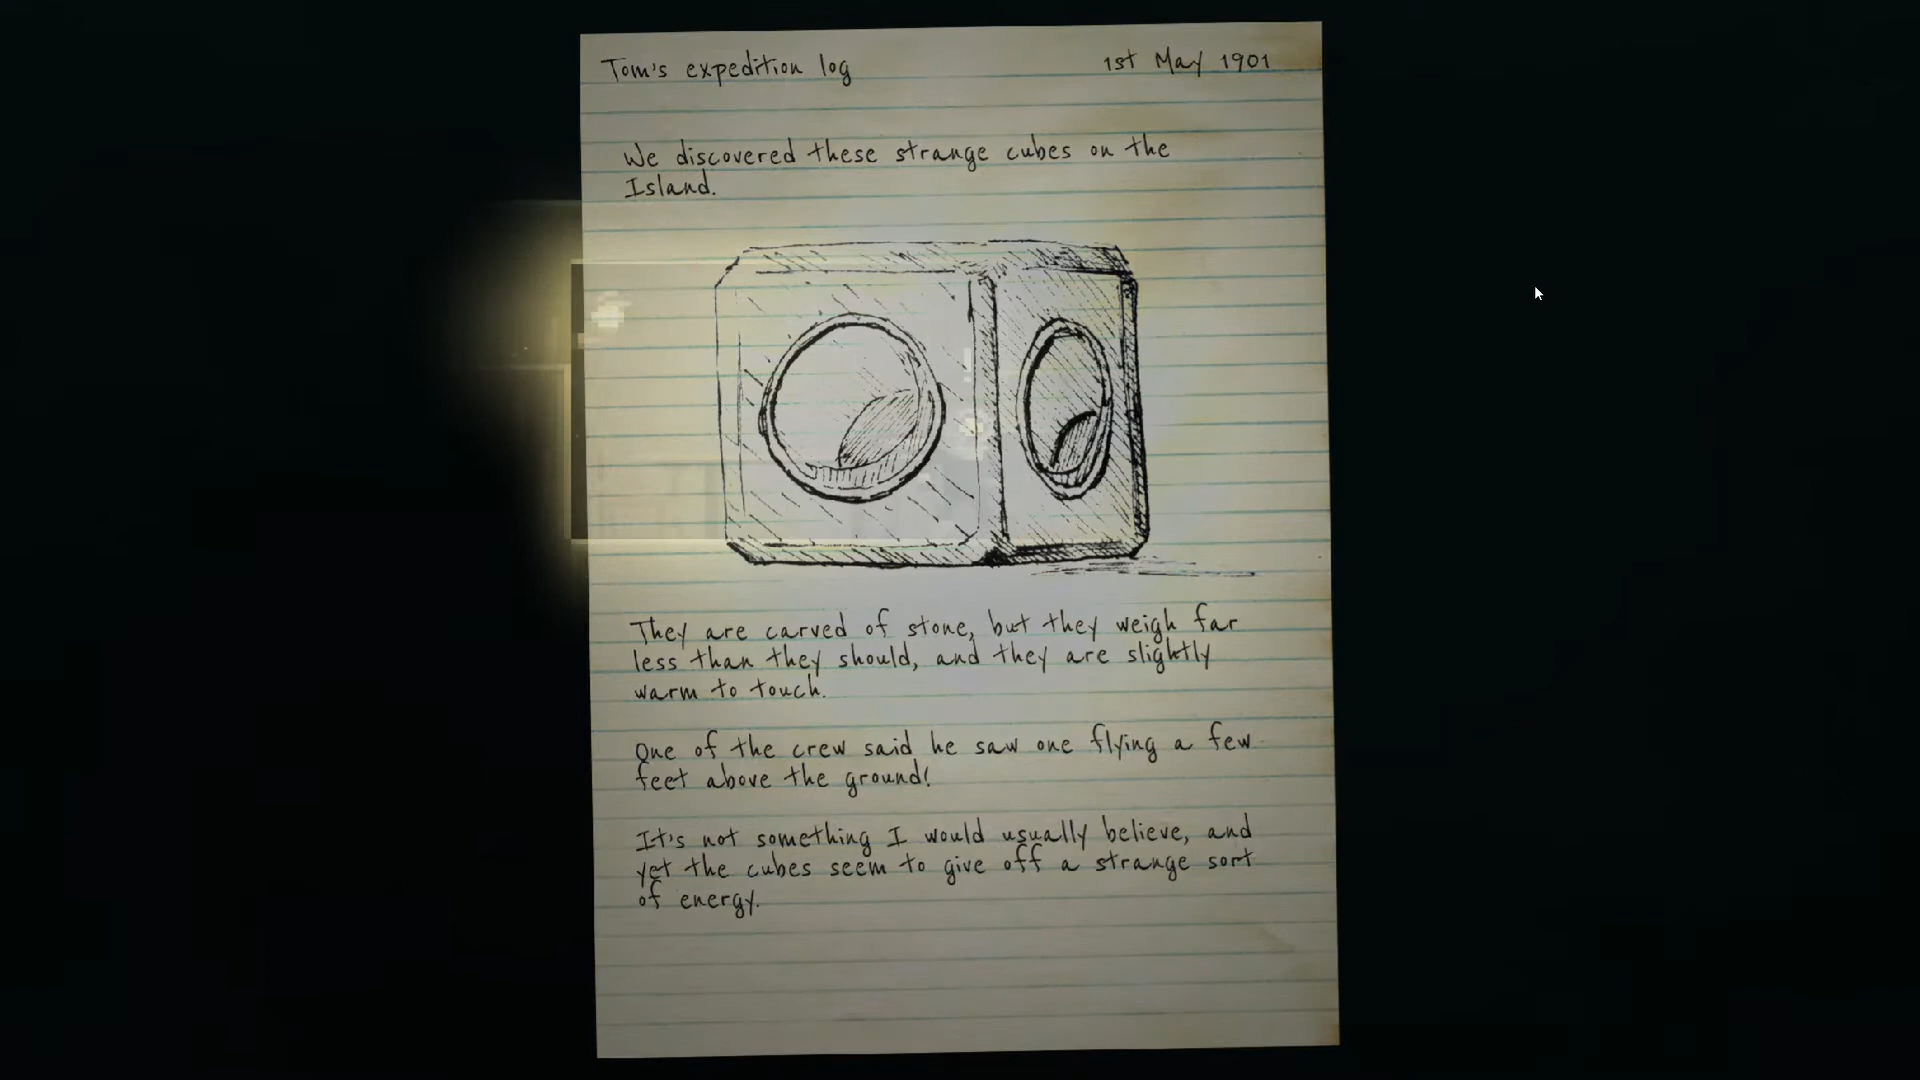 Tom's expedition log
1st May 1901
We discovered these strange cubes on the
Island.
They are carved of stone, but they weigh far
less than they should, and they are slightly
warm to touch.
One of the crew said he saw one flying a few
feet above the ground!
It's not something I would usually believe, and
yet the cubes seem to give off a strange sort
of energy.